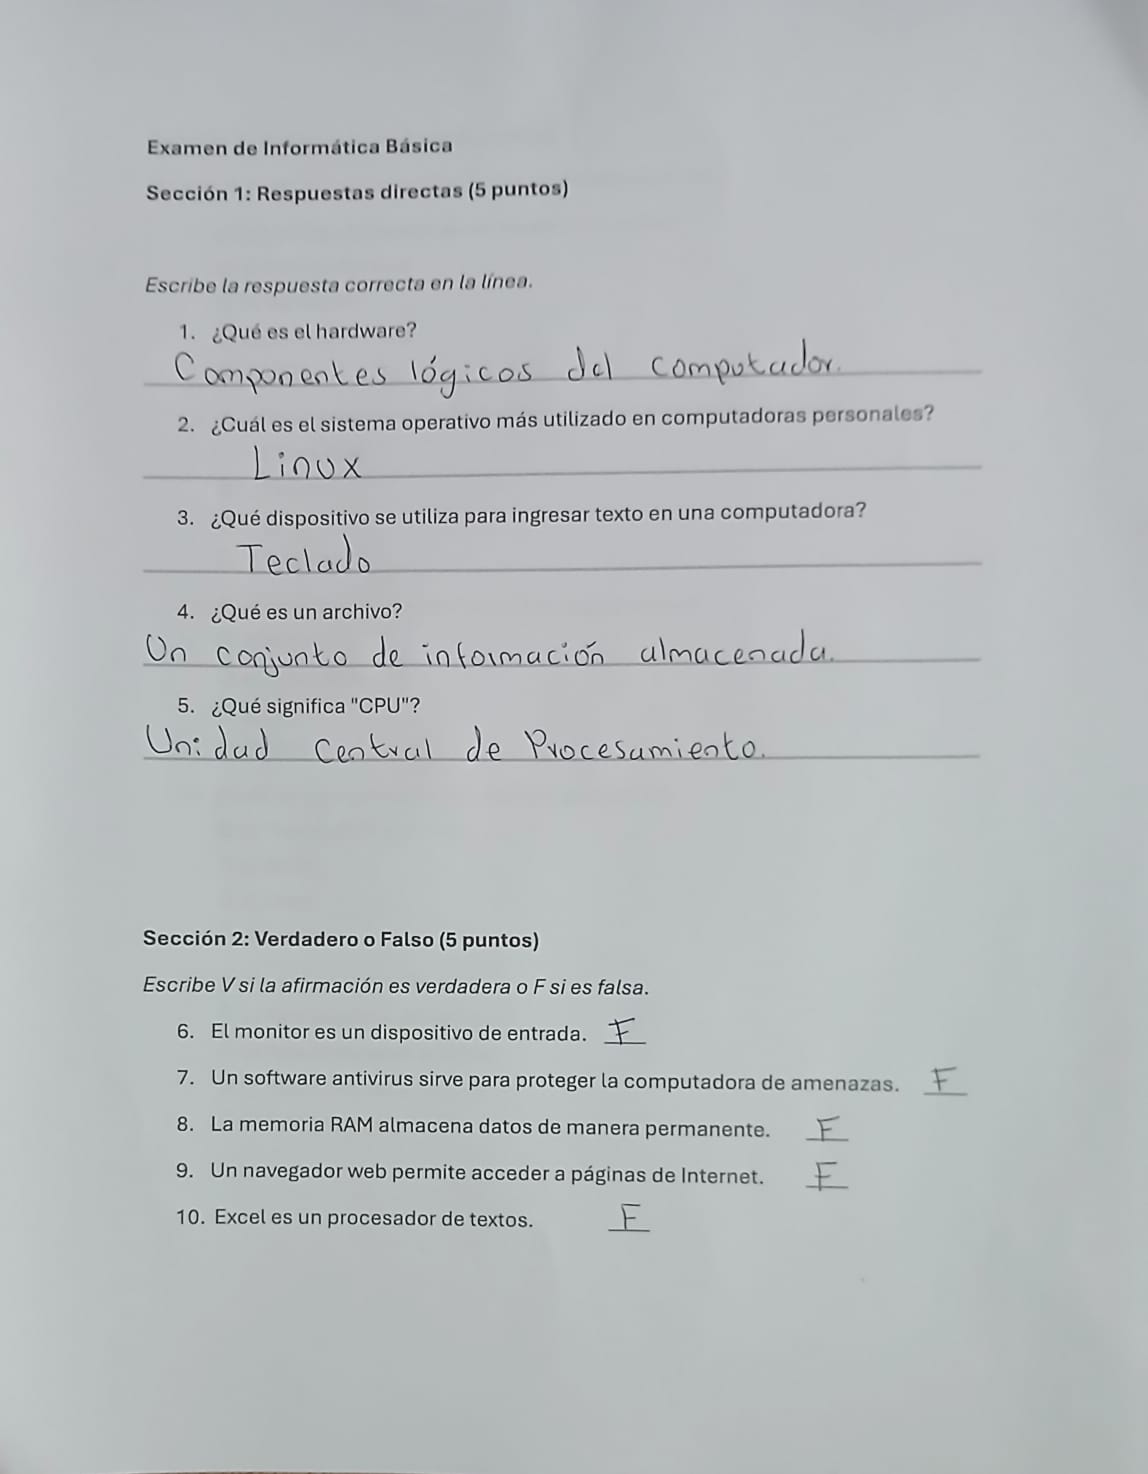 Examen de Informática Básica
Sección 1: Respuestas directas (5 puntos)
Escribe la respuesta correcta en la línea.
1. ¿Qué es el hardware?
Componentes lógicos del computador.
2. ¿Cuál es el sistema operativo más utilizado en computadoras personales?
Linux
3. ¿Qué dispositivo se utiliza para ingresar texto en una computadora?
Teclado
4. ¿Qué es un archivo?
Un conjunto de información almacenada.
5. ¿Qué significa "CPU"?
Unidad Central de Procesamiento.
Sección 2: Verdadero o Falso (5 puntos)
Escribe V si la afirmación es verdadera o F si es falsa.
6. El monitor es un dispositivo de entrada. F
7. Un software antivirus sirve para proteger la computadora de amenazas. F
8. La memoria RAM almacena datos de manera permanente. F
9. Un navegador web permite acceder a páginas de Internet. F
10. Excel es un procesador de textos. F